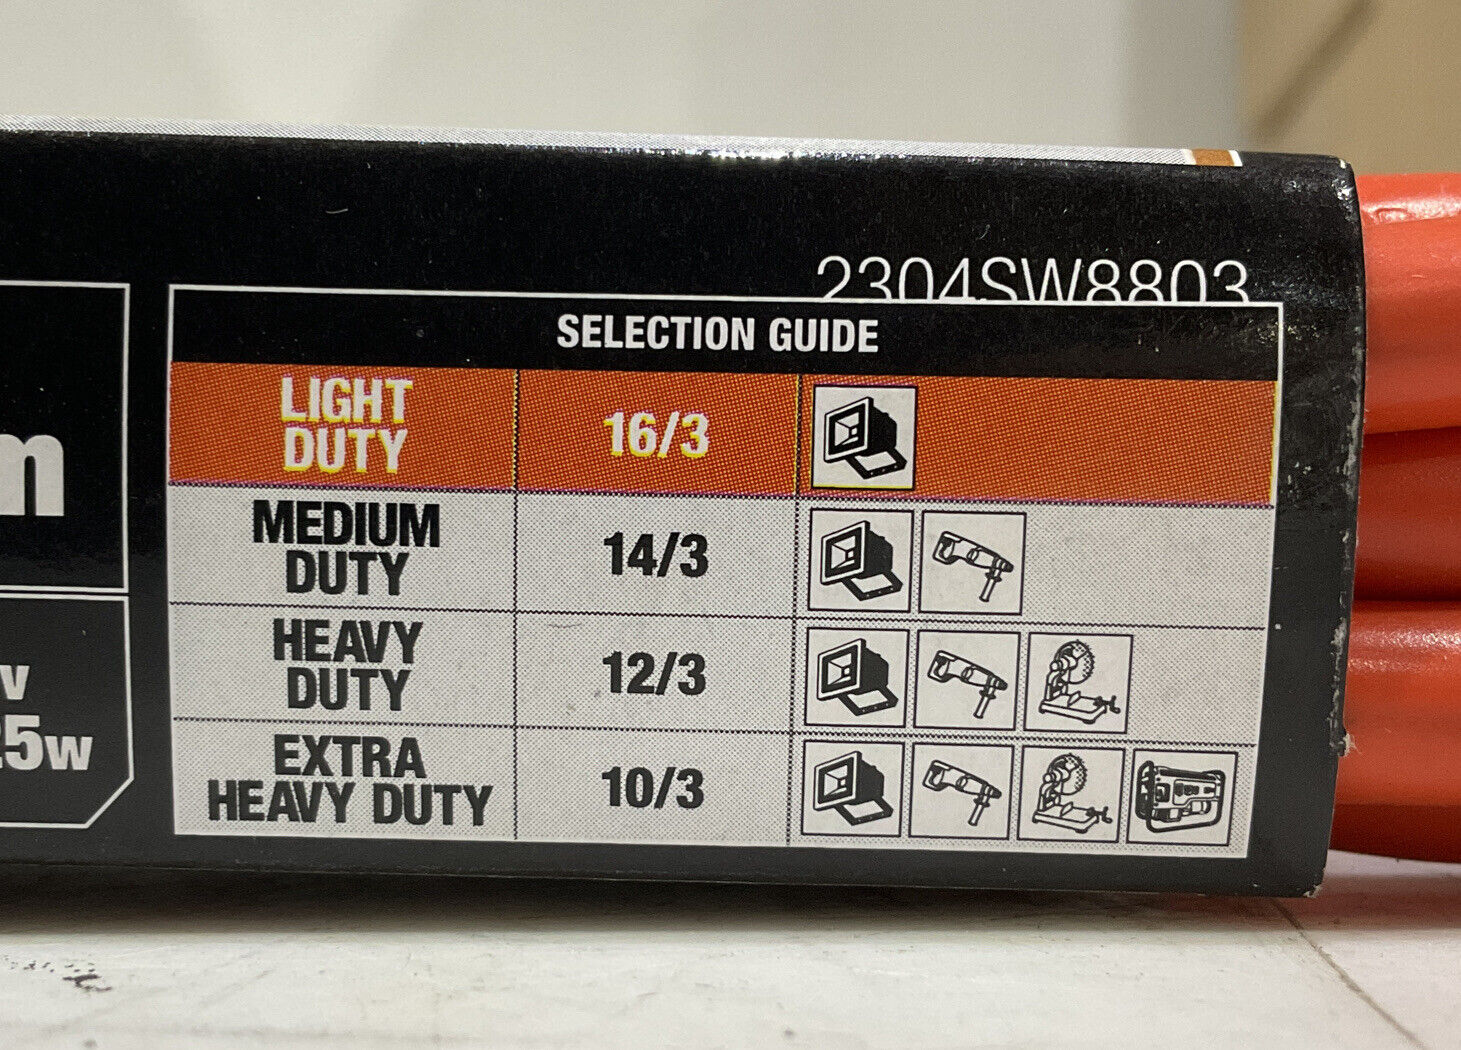 2304SW8803
SELECTION GUIDE
LIGHT
DUTY
16/3
MEDIUM
DUTY
14/3
HEAVY
DUTY
12/3
EXTRA
HEAVY DUTY
10/3
m
V
25W